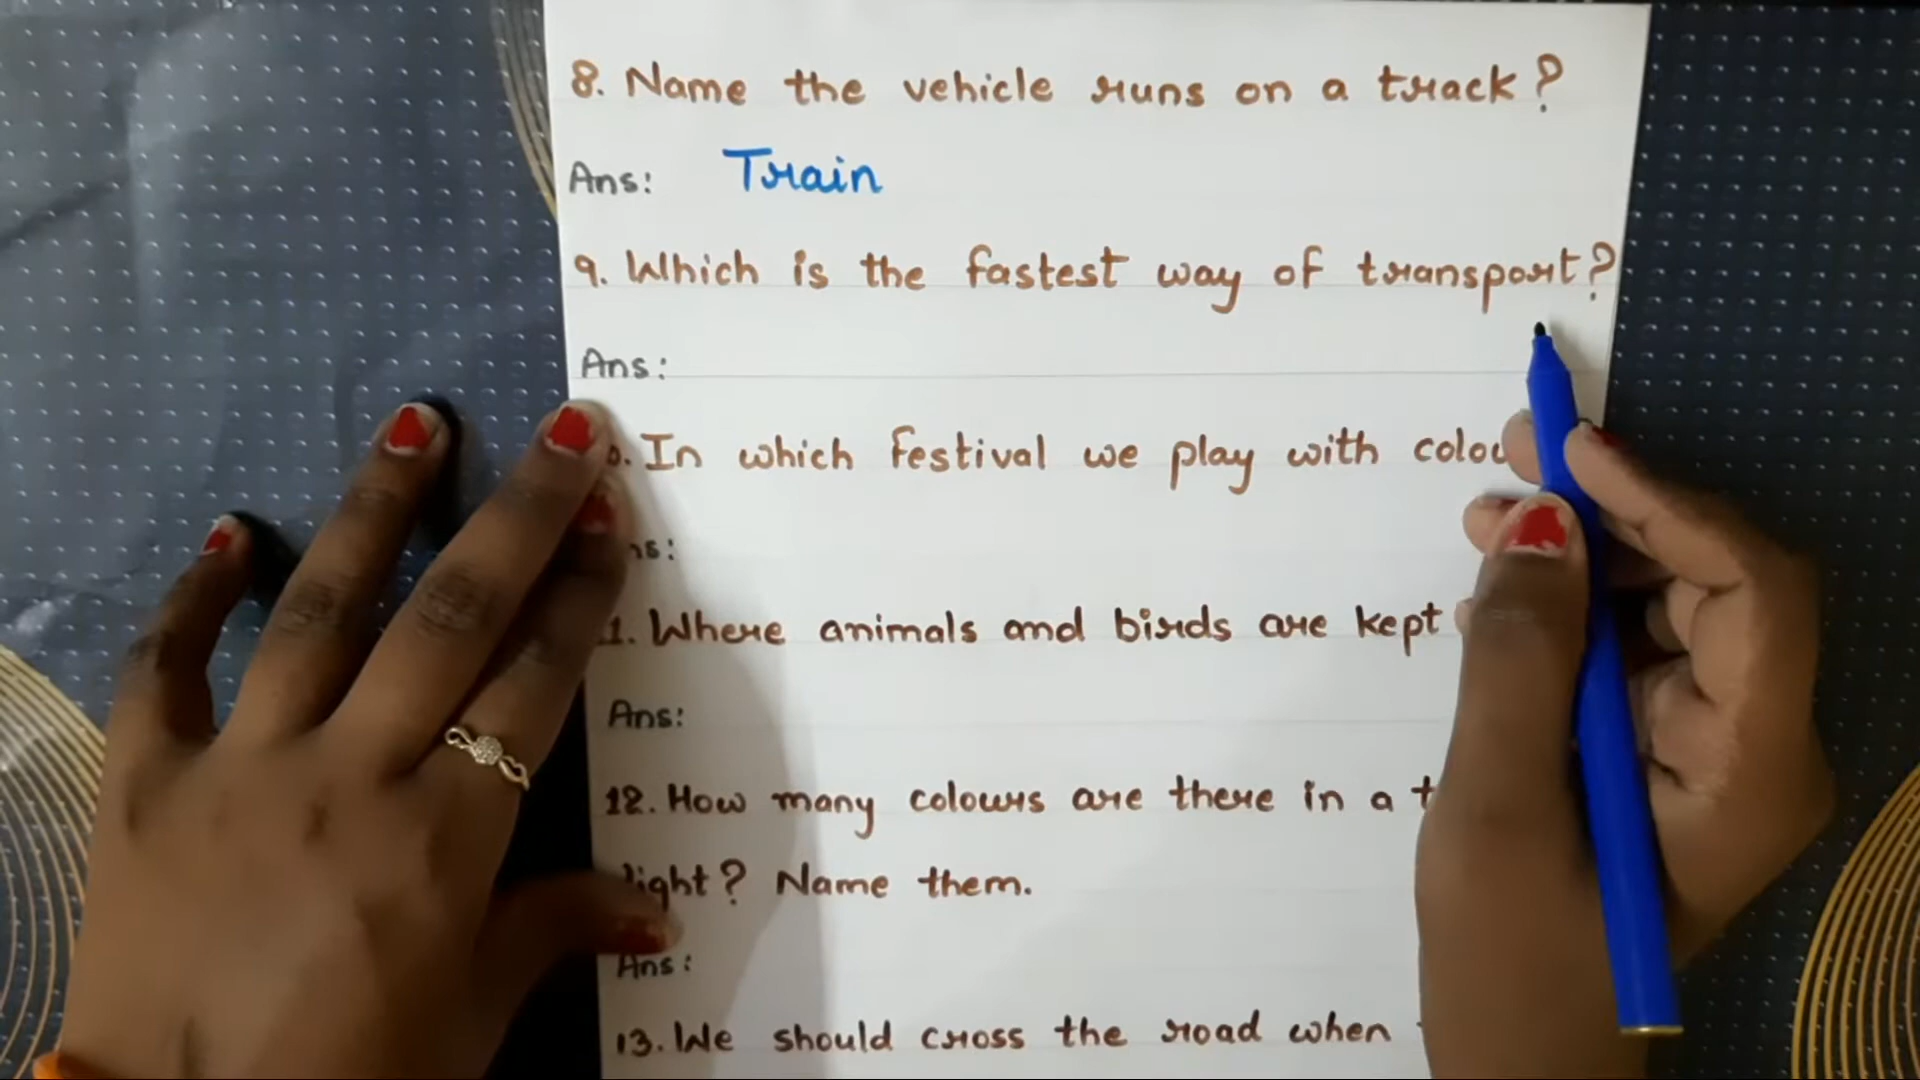 8. Name the vehicle runs on a track?
Ans: Train
9. Which is the fastest way of transport?
Ans:
In which festival we play with
Ans:
Where animals and birds are kept
Ans:
12. How many colours are there in a
light? Name them.
Ans:
13. We should cross the road when